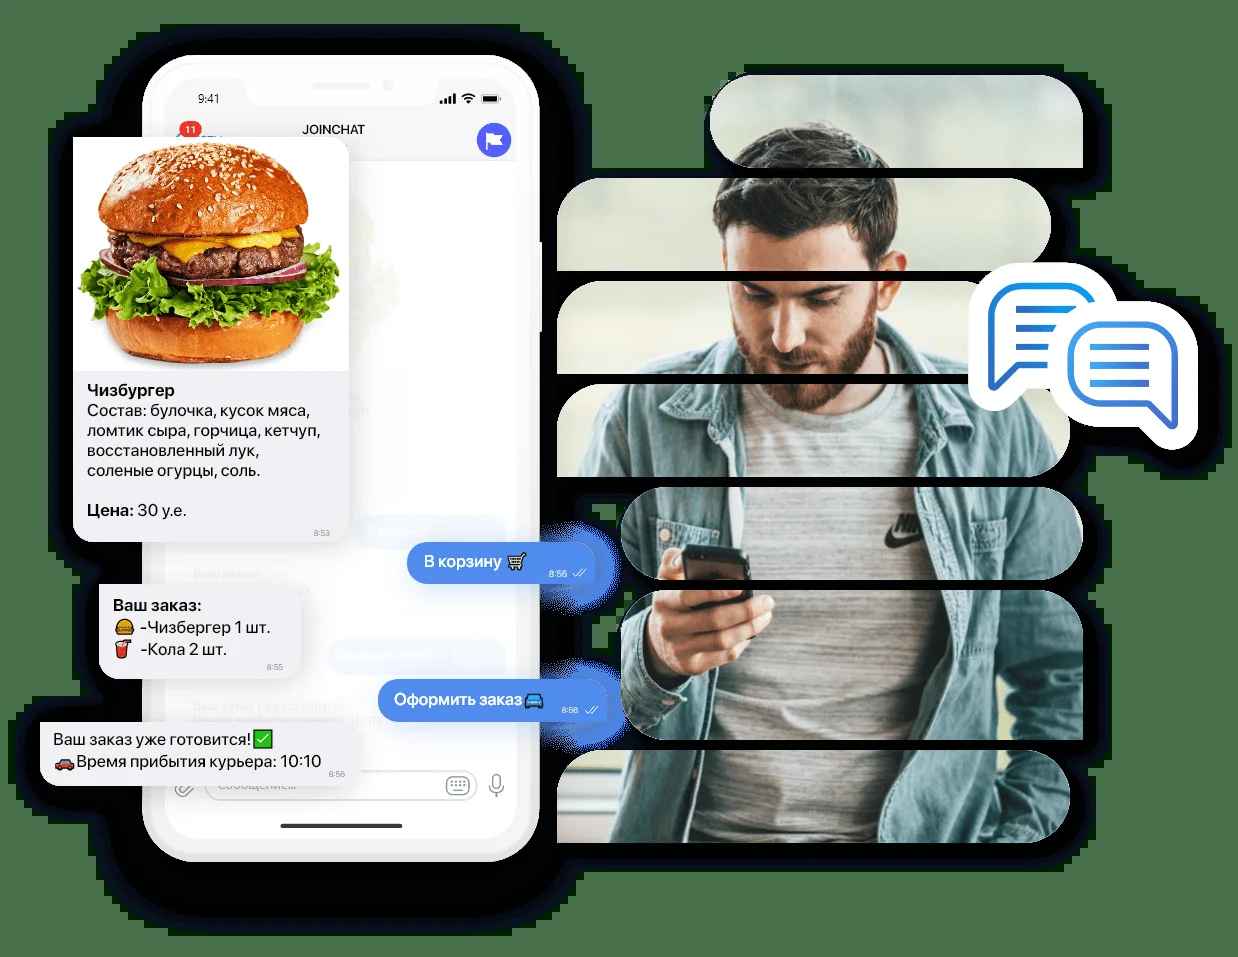 9:41
11
JOINCHAT
Чизбургер
Состав: булочка, кусок мяса,
ломтик сыра, горчица, кетчуп,
восстановленный лук,
соленые огурцы, соль.
Цена: 30 у.е.
8:53
В корзину
8:56
Ваш заказ:
-Чизбергер 1 шт.
-Кола 2 шт.
8:55
Оформить заказ
8:56
Ваш заказ уже готовится!
Время прибытия курьера: 10:10
8:56
Сообщение...